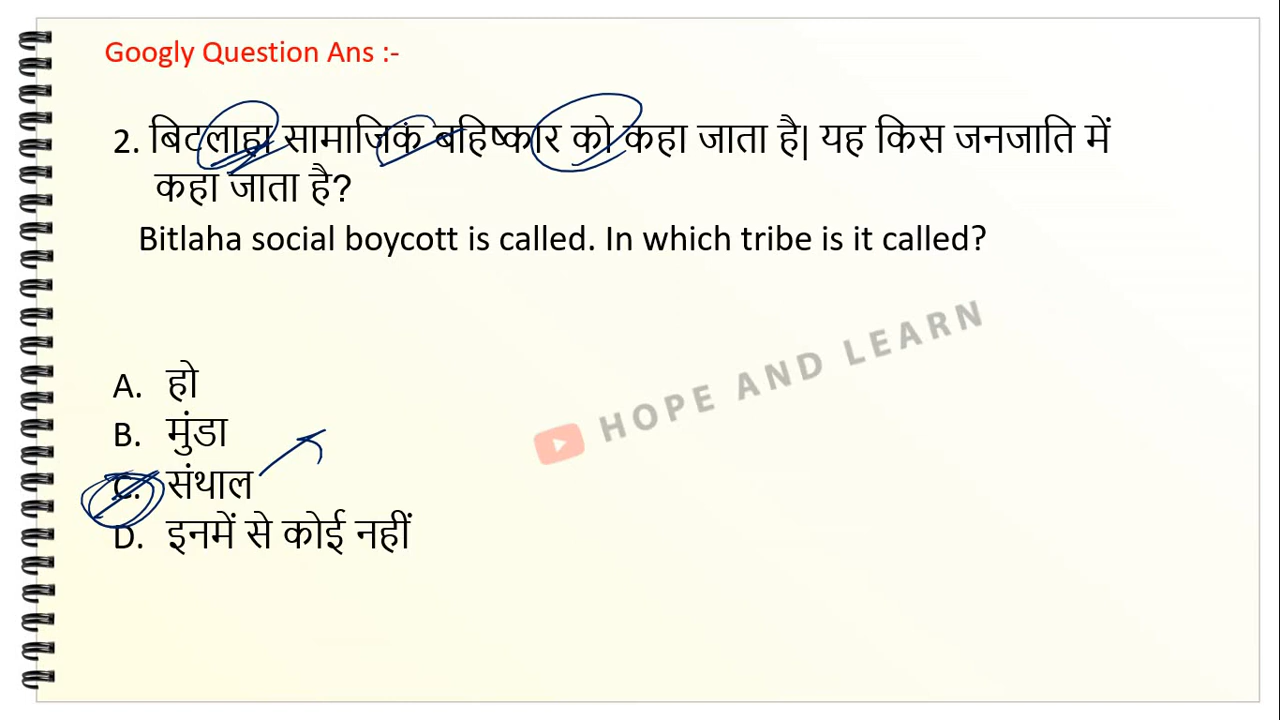 Googly Question Ans :-
2. बिटलाहा सामाजिक बहिष्कार को कहा जाता है| यह किस जनजाति में
कहा जाता है?
Bitlaha social boycott is called. In which tribe is it called?
A. हो
B. मुंडा
C. संथाल
D. इनमें से कोई नहीं
HOPE AND LEARN